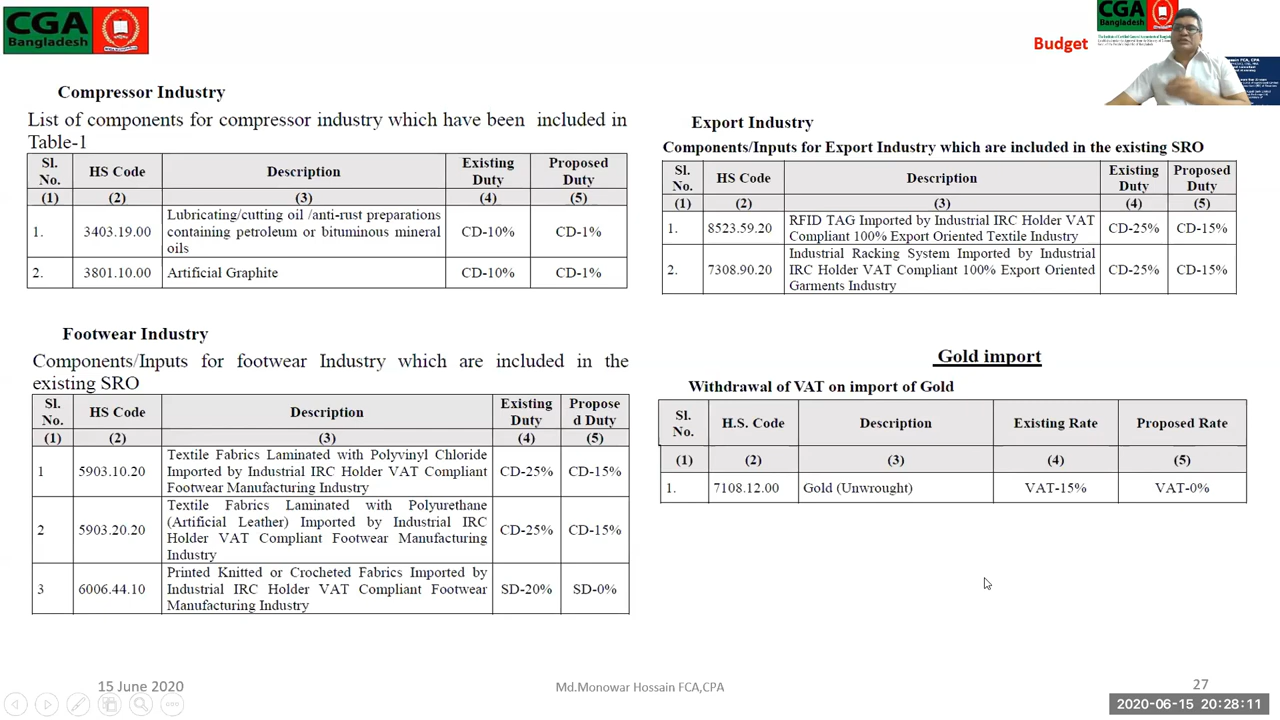 CGA
Bangladesh
CGA
Bangladesh
Budget
Compressor Industry
List of components for compressor industry which have been included in
Table-1
Sl. No. HS Code Description Existing Duty Proposed Duty
(1) (2) (3) (4) (5)
1. 3403.19.00 Lubricating/cutting oil /anti-rust preparations containing petroleum or bituminous mineral oils CD-10% CD-1%
2. 3801.10.00 Artificial Graphite CD-10% CD-1%
Footwear Industry
Components/Inputs for footwear Industry which are included in the
existing SRO
Sl. No. HS Code Description Existing Duty Propose d Duty
(1) (2) (3) (4) (5)
1 5903.10.20 Textile Fabrics Laminated with Polyvinyl Chloride Imported by Industrial IRC Holder VAT Compliant Footwear Manufacturing Industry CD-25% CD-15%
2 5903.20.20 Textile Fabrics Laminated with Polyurethane (Artificial Leather) Imported by Industrial IRC Holder VAT Compliant Footwear Manufacturing Industry CD-25% CD-15%
3 6006.44.10 Printed Knitted or Crocheted Fabrics Imported by Industrial IRC Holder VAT Compliant Footwear Manufacturing Industry SD-20% SD-0%
Export Industry
Components/Inputs for Export Industry which are included in the existing SRO
Sl. No. HS Code Description Existing Duty Proposed Duty
(1) (2) (3) (4) (5)
1. 8523.59.20 RFID TAG Imported by Industrial IRC Holder VAT Compliant 100% Export Oriented Textile Industry CD-25% CD-15%
2. 7308.90.20 Industrial Racking System Imported by Industrial IRC Holder VAT Compliant 100% Export Oriented Garments Industry CD-25% CD-15%
Gold import
Withdrawal of VAT on import of Gold
Sl. No. H.S. Code Description Existing Rate Proposed Rate
(1) (2) (3) (4) (5)
1. 7108.12.00 Gold (Unwrought) VAT-15% VAT-0%
15 June 2020
Md.Monowar Hossain FCA,CPA
27
2020-06-15 20:28:11